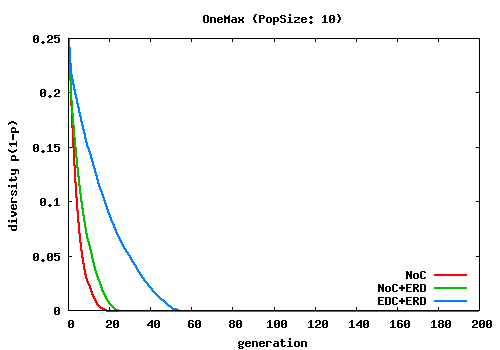 OneMax (PopSize: 10)
0.25
0.2
0.15
0.1
0.05
0
diversity p(1-p)
NoC
NoC+ERD
EDC+ERD
0 20 40 60 80 100 120 140 160 180 200
generation